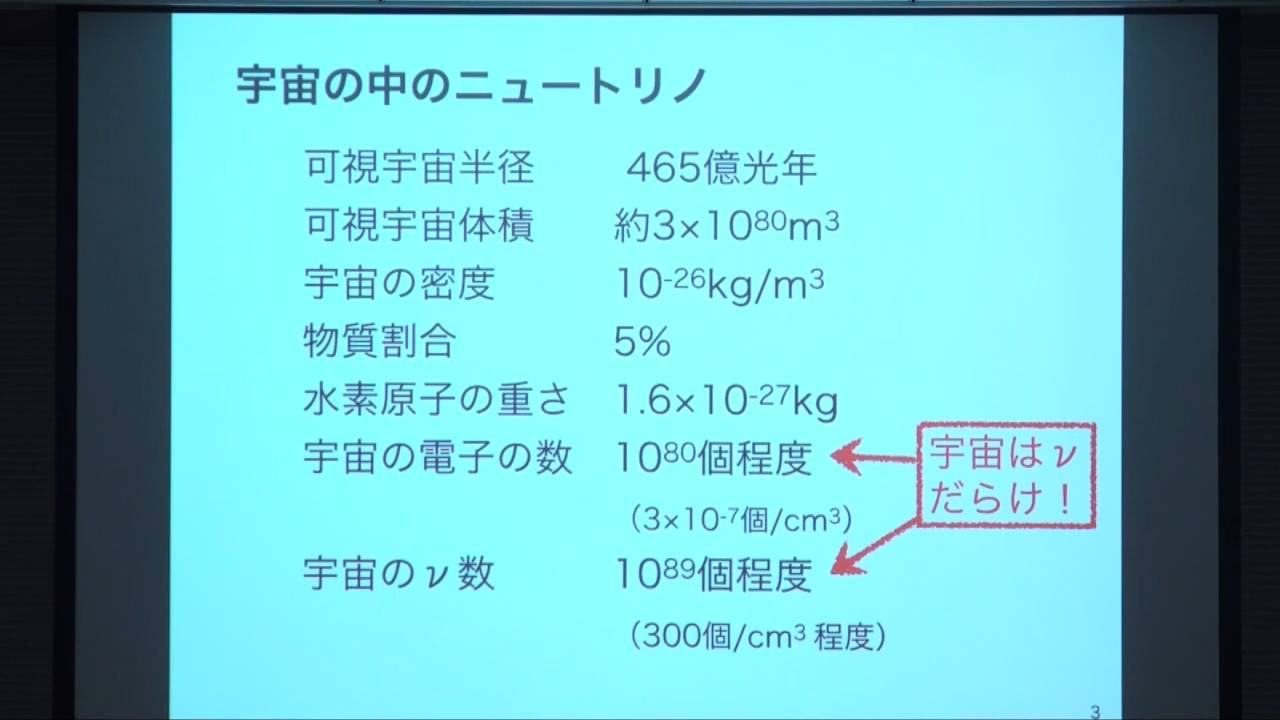 宇宙の中のニュートリノ
可視宇宙半径 465億光年
可視宇宙体積 約3×10⁸⁰m³
宇宙の密度 10⁻²⁶kg/m³
物質割合 5%
水素原子の重さ 1.6×10⁻²⁷kg
宇宙の電子の数 10⁸⁰個程度
(3×10⁻⁷個/cm³)
宇宙のν数 10⁸⁹個程度
(300個/cm³ 程度)
宇宙はν
だらけ!
3